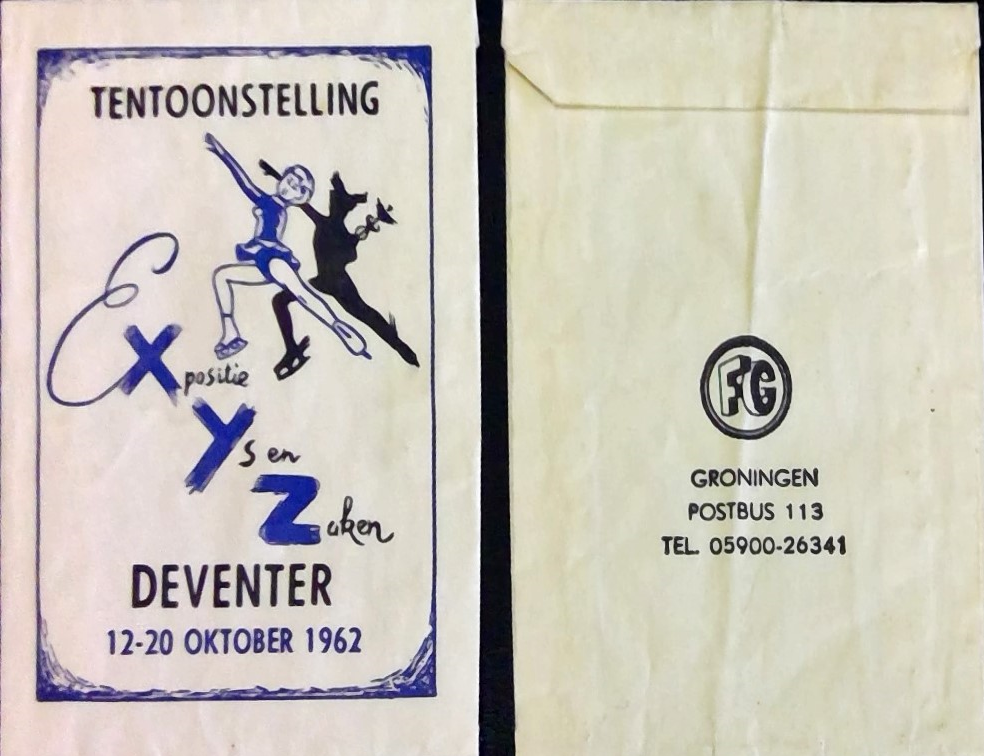 TENTOONSTELLING
EXpositie
Ys en
Zaken
DEVENTER
12-20 OKTOBER 1962
FG
GRONINGEN
POSTBUS 113
TEL. 05900-26341